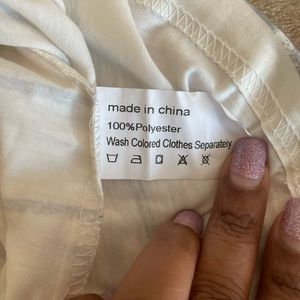 made in china
100%Polyester
Wash Colored Clothes Separately